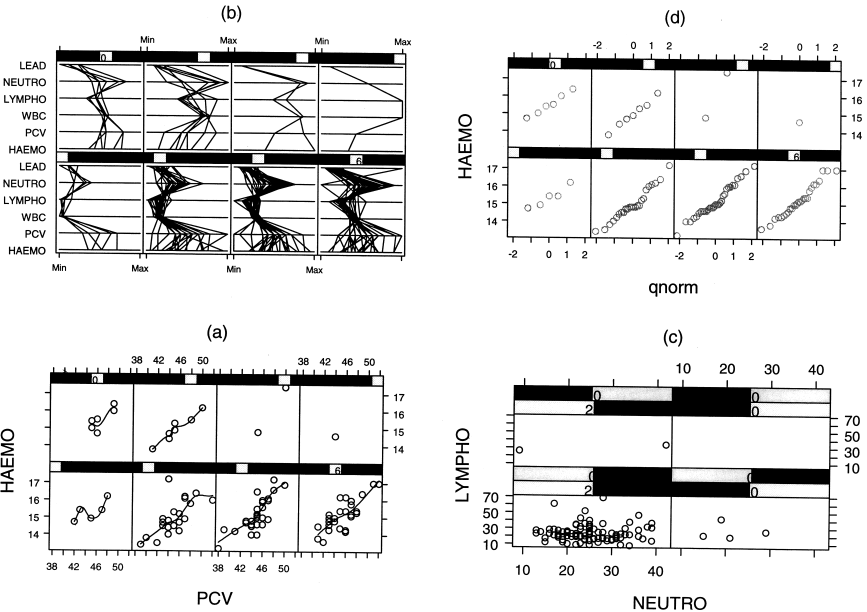 (b)
Min Max Min Max
0
LEAD
NEUTRO
LYMPHO
WBC
PCV
HAEMO
6
LEAD
NEUTRO
LYMPHO
WBC
PCV
HAEMO
Min Max Min Max
(d)
-2 0 1 2 -2 0 1 2
0
17
16
15
14
HAEMO
6
17
16
15
14
-2 0 1 2 -2 0 1 2
qnorm
(a)
38 42 46 50 38 42 46 50
0
17
16
15
14
HAEMO
6
17
16
15
14
38 42 46 50 38 42 46 50
PCV
(c)
10 20 30 40
0 0
2 0
70
50
30
10
LYMPHO
0 0
2 0
70
50
30
10
10 20 30 40
NEUTRO